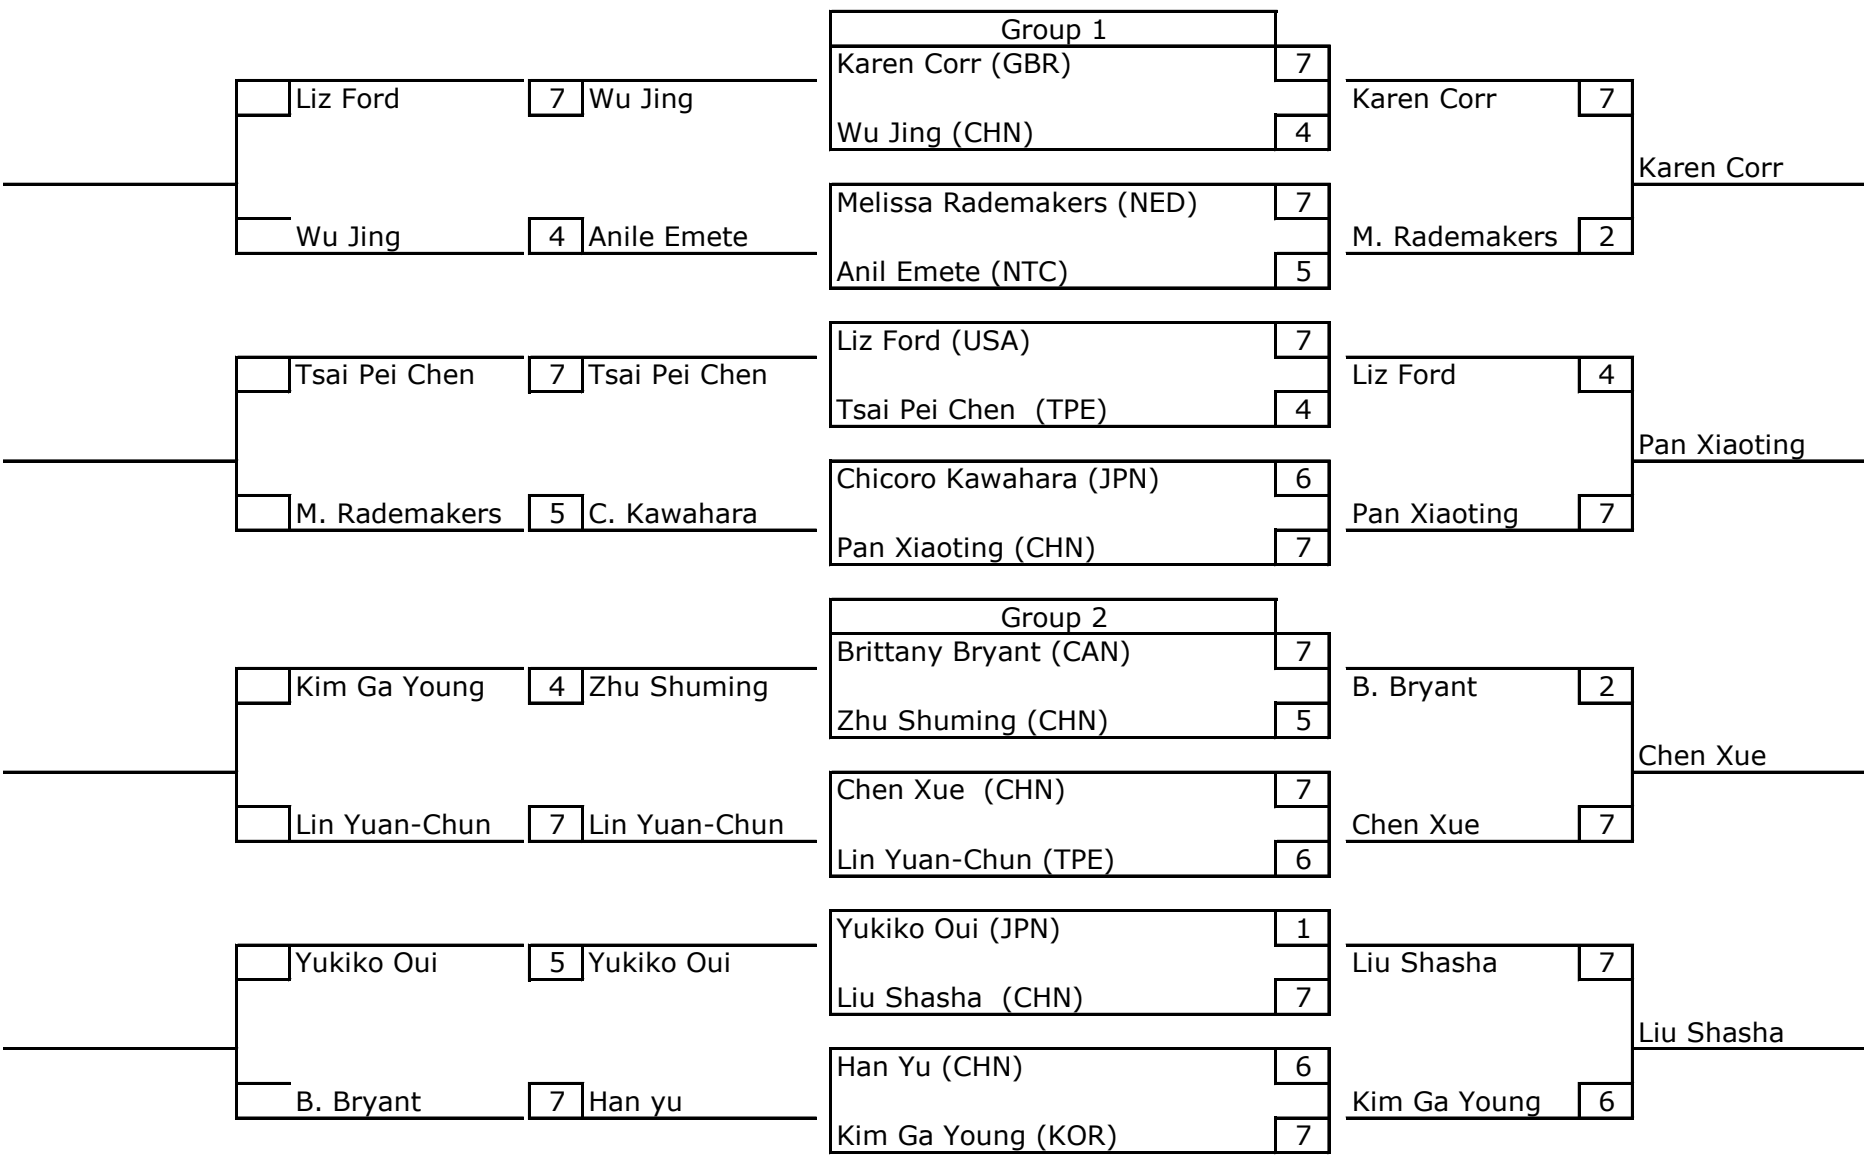 Group 1
Karen Corr (GBR) 7
Liz Ford 7 Wu Jing Karen Corr 7
Wu Jing (CHN) 4
Karen Corr
Melissa Rademakers (NED) 7
Wu Jing 4 Anile Emete M. Rademakers 2
Anil Emete (NTC) 5
Liz Ford (USA) 7
Tsai Pei Chen 7 Tsai Pei Chen Liz Ford 4
Tsai Pei Chen (TPE) 4
Pan Xiaoting
Chicoro Kawahara (JPN) 6
M. Rademakers 5 C. Kawahara Pan Xiaoting 7
Pan Xiaoting (CHN) 7
Group 2
Brittany Bryant (CAN) 7
Kim Ga Young 4 Zhu Shuming B. Bryant 2
Zhu Shuming (CHN) 5
Chen Xue
Chen Xue (CHN) 7
Lin Yuan-Chun 7 Lin Yuan-Chun Chen Xue 7
Lin Yuan-Chun (TPE) 6
Yukiko Oui (JPN) 1
Yukiko Oui 5 Yukiko Oui Liu Shasha 7
Liu Shasha (CHN) 7
Liu Shasha
Han Yu (CHN) 6
B. Bryant 7 Han yu Kim Ga Young 6
Kim Ga Young (KOR) 7